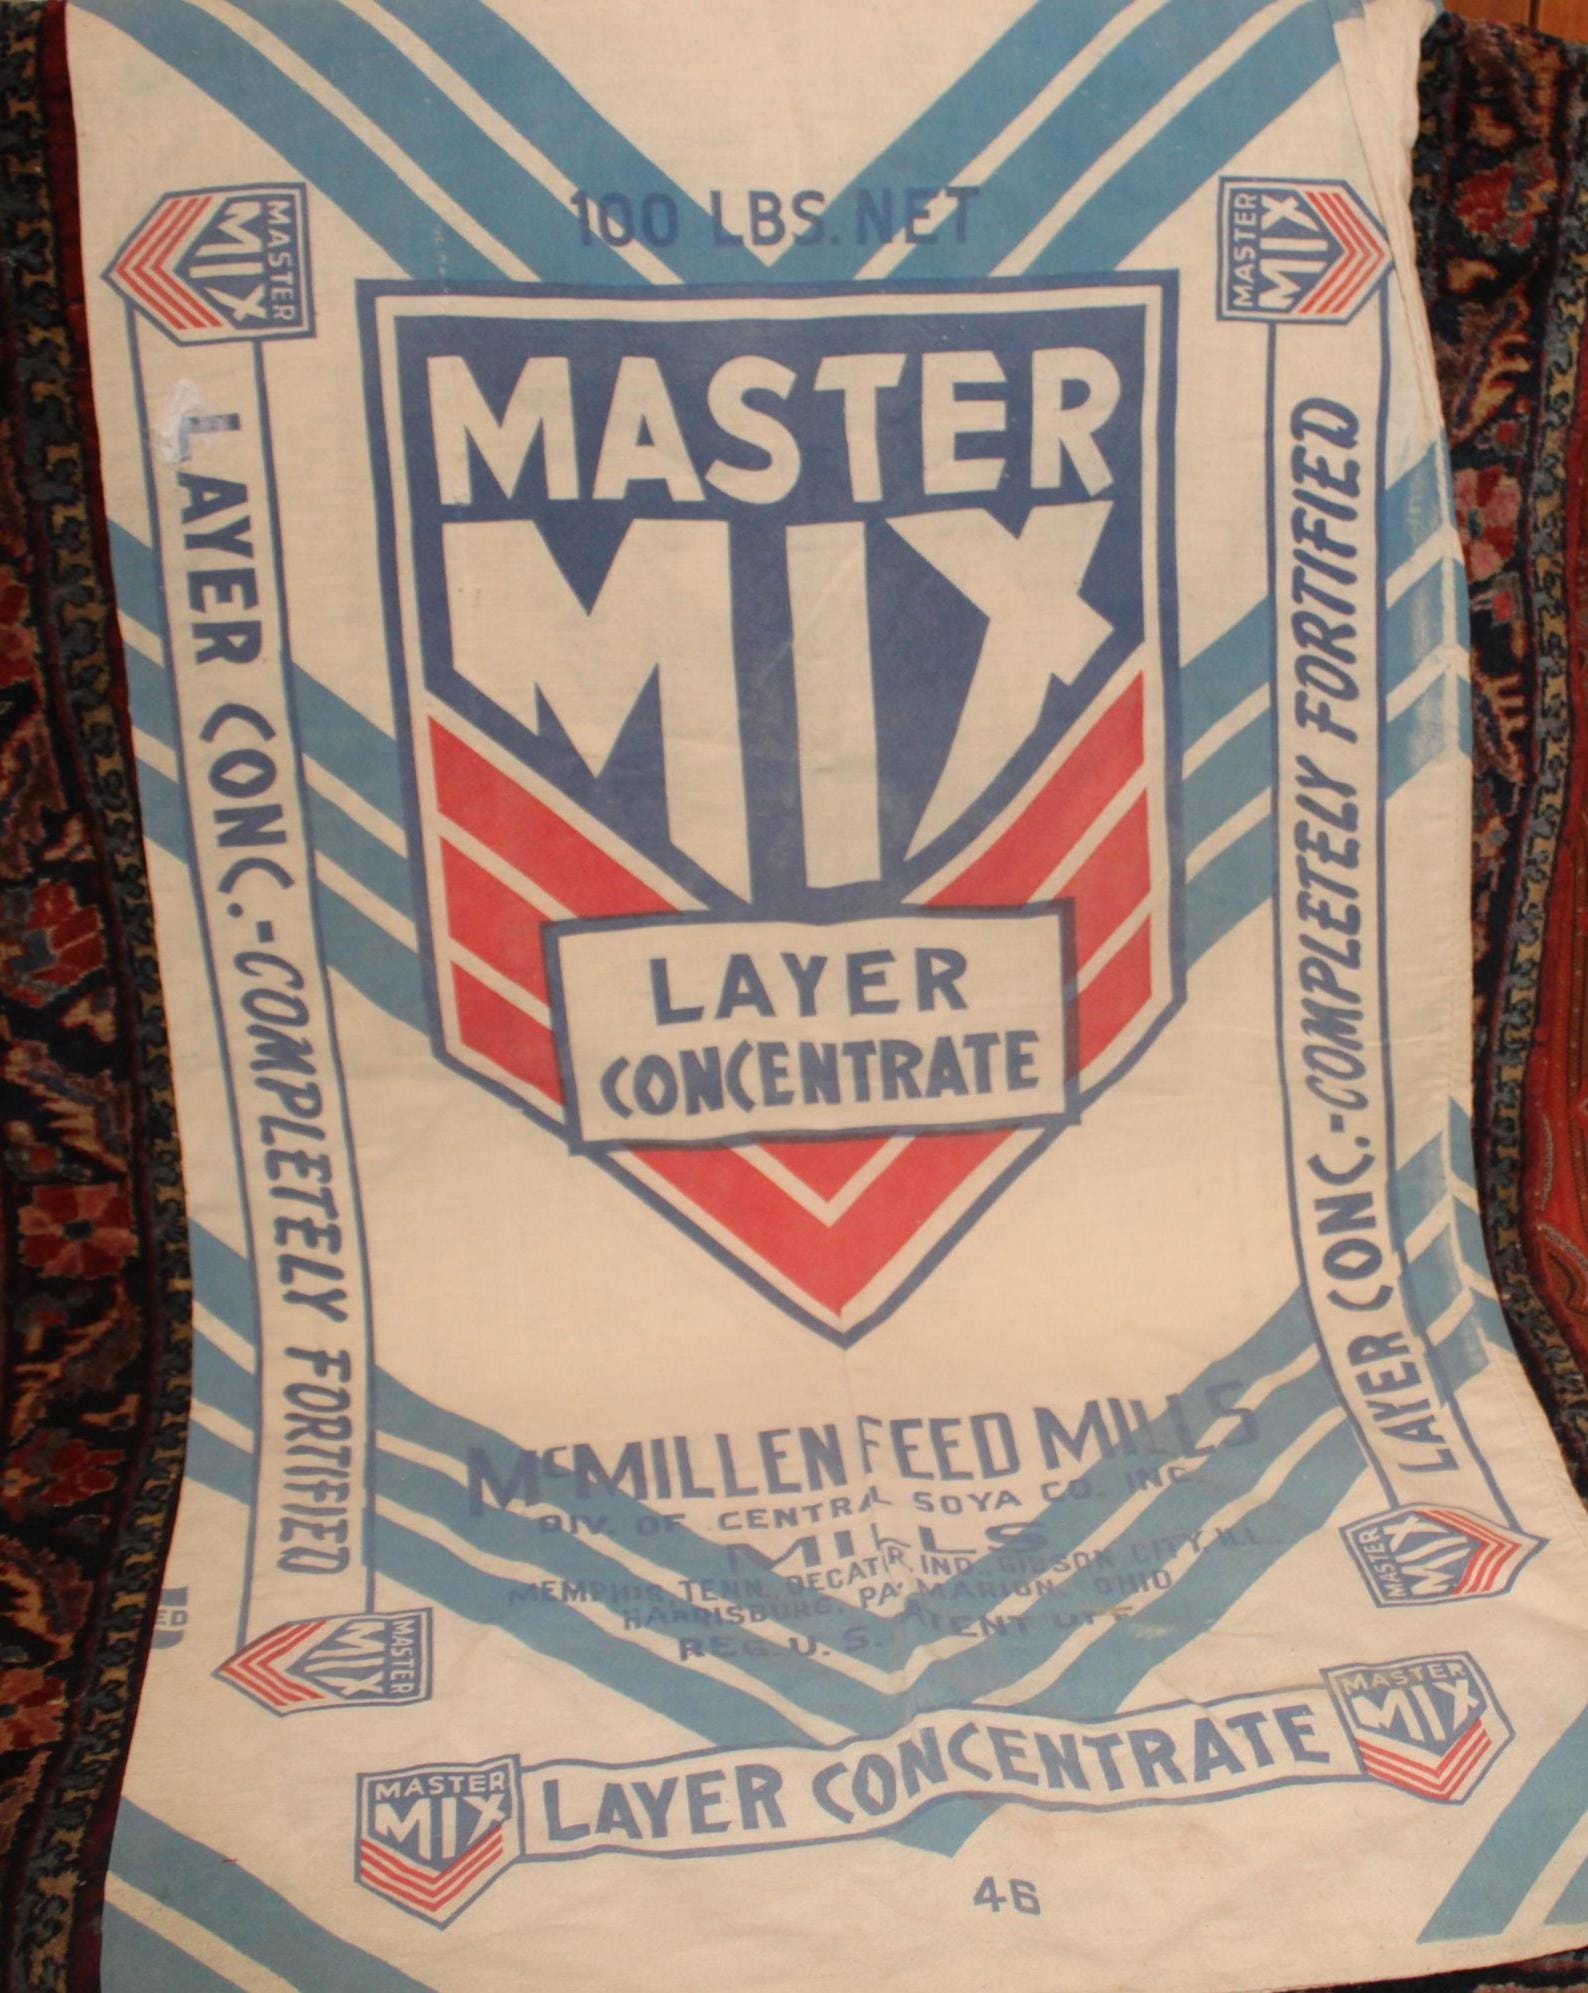 100 LBS. NET
MASTER
MIX
MASTER
MIX
MASTER
MIX
LAYER CONC.-COMPLETELY FORTIFIED
LAYER CONC.-COMPLETELY FORTIFIED
LAYER
CONCENTRATE
MCMILLEN FEED MILLS
DIV. OF CENTRAL SOYA CO. INC
MILLS
MEMPHIS, TENN., DECATUR, IND., GIBSON CITY, ILL.
HARRISBURG, PA. MARION, OHIO
REG. U. S. PATENT OFF.
ED
MASTER
MIX
MASTER
MIX
MASTER
MIX
LAYER CONCENTRATE
MASTER
MIX
46